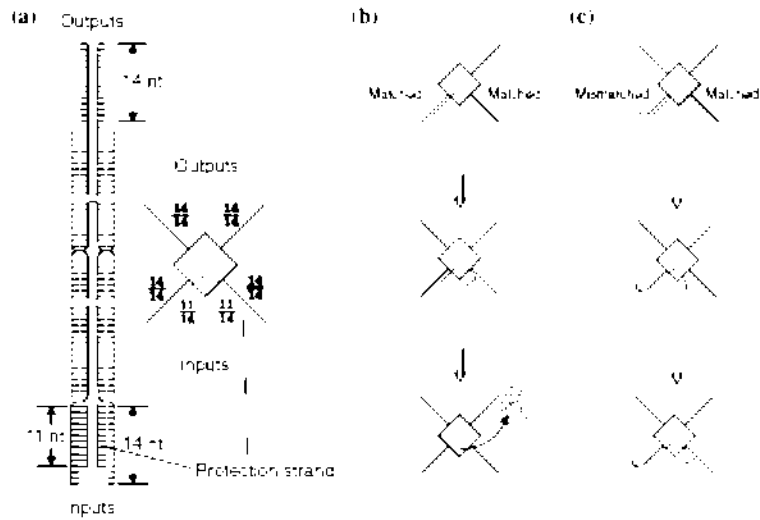 (a)
Outputs
14 nt
Outputs
14
14
14
14
14
14
14
11
14
11
14
Inputs
11 nt
14 nt
Protection strand
Inputs
(b)
Matched
Matched
(c)
Mismatched
Matched